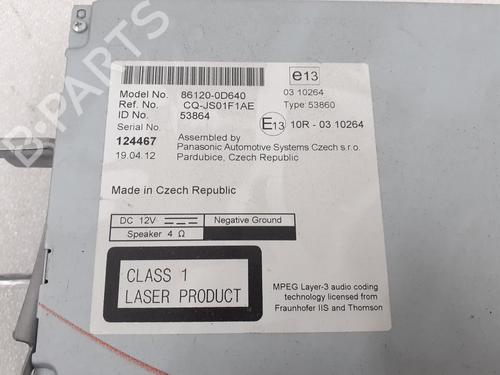 B-PARTS
e13
Model No. 86120-0D640
03 10264
Ref. No. CQ-JS01F1AE
Type: 53860
ID No. 53864
Serial No.
E13 10R - 03 10264
124467
Assembled by
19.04.12
Panasonic Automotive Systems Czech s.r.o.
Pardubice, Czech Republic
Made in Czech Republic
DC 12V
Negative Ground
Speaker 4 Ω
CLASS 1
LASER PRODUCT
MPEG Layer-3 audio coding
technology licensed from
Fraunhofer IIS and Thomson